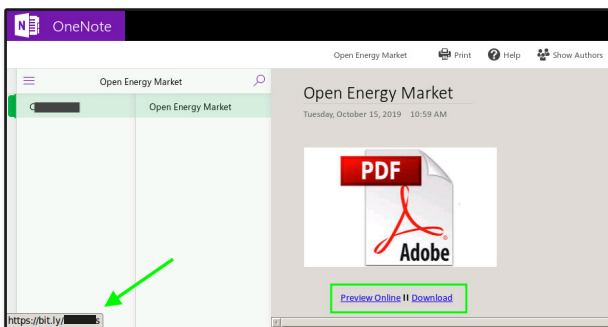 N OneNote
Open Energy Market Print ? Help Show Authors
Open Energy Market
Open Energy Market
Open Energy Market
Tuesday, October 15, 2019 10:59 AM
PDF
Adobe
Preview Online II Download
https://bit.ly/